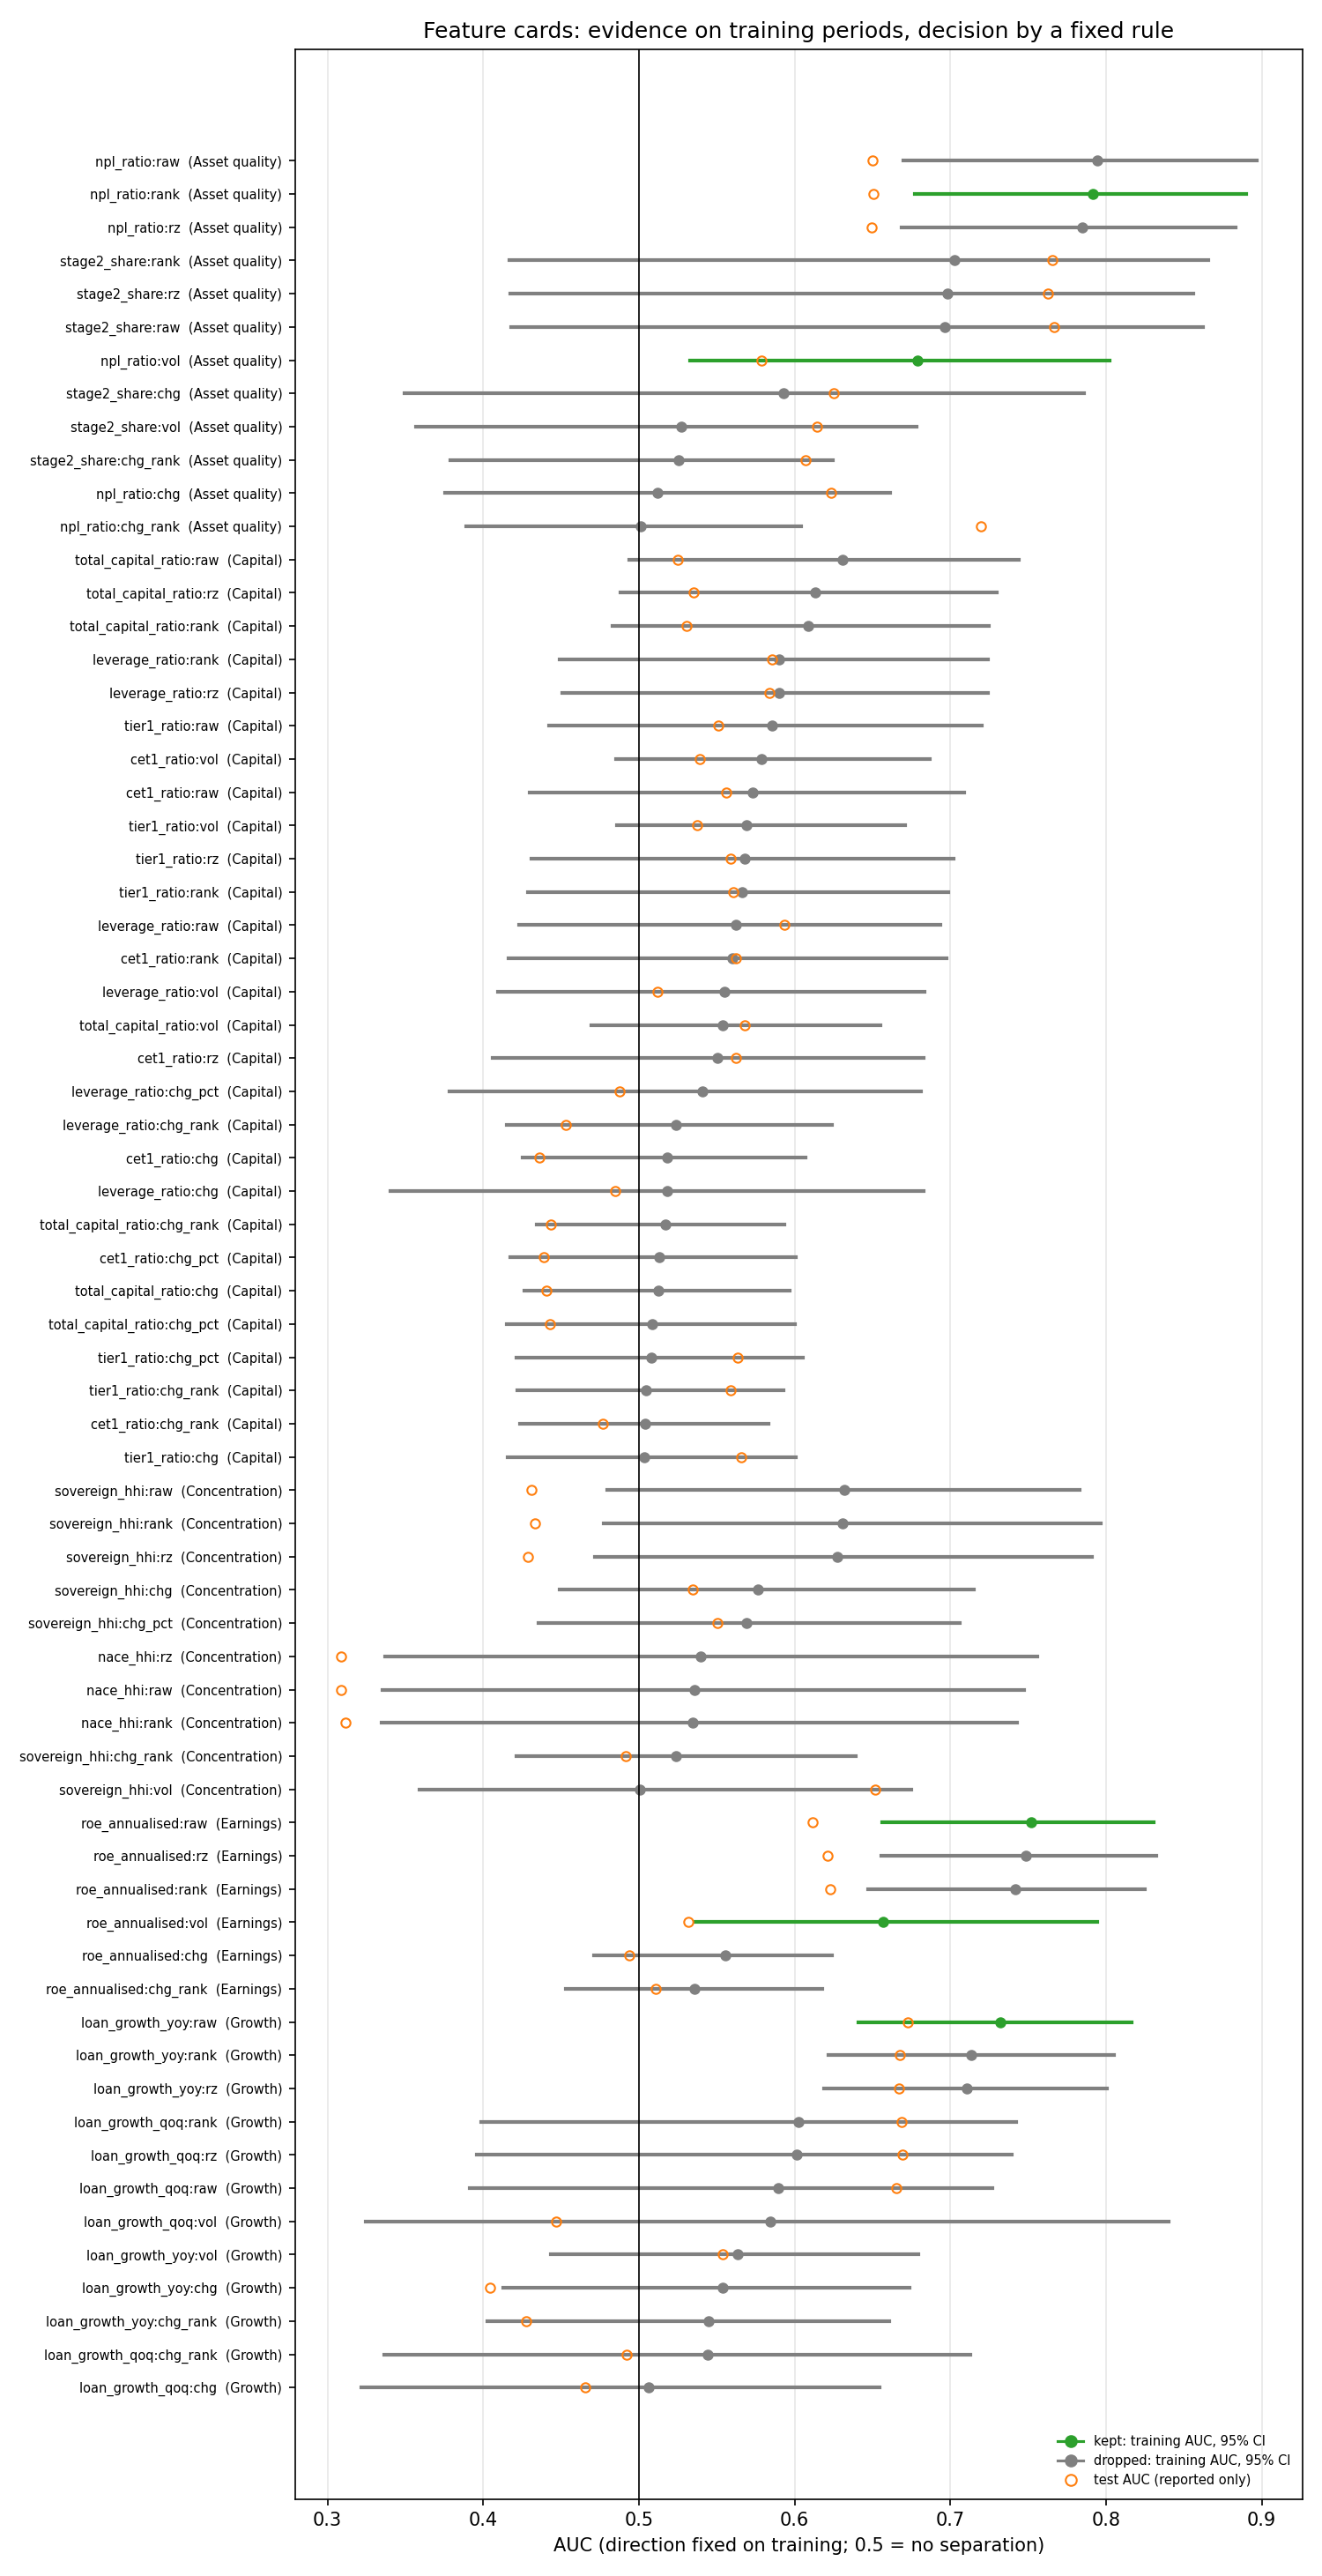 Feature cards: evidence on training periods, decision by a fixed rule
npl_ratio:raw (Asset quality)
npl_ratio:rank (Asset quality)
npl_ratio:rz (Asset quality)
stage2_share:rank (Asset quality)
stage2_share:rz (Asset quality)
stage2_share:raw (Asset quality)
npl_ratio:vol (Asset quality)
stage2_share:chg (Asset quality)
stage2_share:vol (Asset quality)
stage2_share:chg_rank (Asset quality)
npl_ratio:chg (Asset quality)
npl_ratio:chg_rank (Asset quality)
total_capital_ratio:raw (Capital)
total_capital_ratio:rz (Capital)
total_capital_ratio:rank (Capital)
leverage_ratio:rank (Capital)
leverage_ratio:rz (Capital)
tier1_ratio:raw (Capital)
cet1_ratio:vol (Capital)
cet1_ratio:raw (Capital)
tier1_ratio:vol (Capital)
tier1_ratio:rz (Capital)
tier1_ratio:rank (Capital)
leverage_ratio:raw (Capital)
cet1_ratio:rank (Capital)
leverage_ratio:vol (Capital)
total_capital_ratio:vol (Capital)
cet1_ratio:rz (Capital)
leverage_ratio:chg_pct (Capital)
leverage_ratio:chg_rank (Capital)
cet1_ratio:chg (Capital)
leverage_ratio:chg (Capital)
total_capital_ratio:chg_rank (Capital)
cet1_ratio:chg_pct (Capital)
total_capital_ratio:chg (Capital)
total_capital_ratio:chg_pct (Capital)
tier1_ratio:chg_pct (Capital)
tier1_ratio:chg_rank (Capital)
cet1_ratio:chg_rank (Capital)
tier1_ratio:chg (Capital)
sovereign_hhi:raw (Concentration)
sovereign_hhi:rank (Concentration)
sovereign_hhi:rz (Concentration)
sovereign_hhi:chg (Concentration)
sovereign_hhi:chg_pct (Concentration)
nace_hhi:rz (Concentration)
nace_hhi:raw (Concentration)
nace_hhi:rank (Concentration)
sovereign_hhi:chg_rank (Concentration)
sovereign_hhi:vol (Concentration)
roe_annualised:raw (Earnings)
roe_annualised:rz (Earnings)
roe_annualised:rank (Earnings)
roe_annualised:vol (Earnings)
roe_annualised:chg (Earnings)
roe_annualised:chg_rank (Earnings)
loan_growth_yoy:raw (Growth)
loan_growth_yoy:rank (Growth)
loan_growth_yoy:rz (Growth)
loan_growth_qoq:rank (Growth)
loan_growth_qoq:rz (Growth)
loan_growth_qoq:raw (Growth)
loan_growth_qoq:vol (Growth)
loan_growth_yoy:vol (Growth)
loan_growth_yoy:chg (Growth)
loan_growth_yoy:chg_rank (Growth)
loan_growth_qoq:chg_rank (Growth)
loan_growth_qoq:chg (Growth)
kept: training AUC, 95% CI
dropped: training AUC, 95% CI
test AUC (reported only)
0.3 0.4 0.5 0.6 0.7 0.8 0.9
AUC (direction fixed on training; 0.5 = no separation)